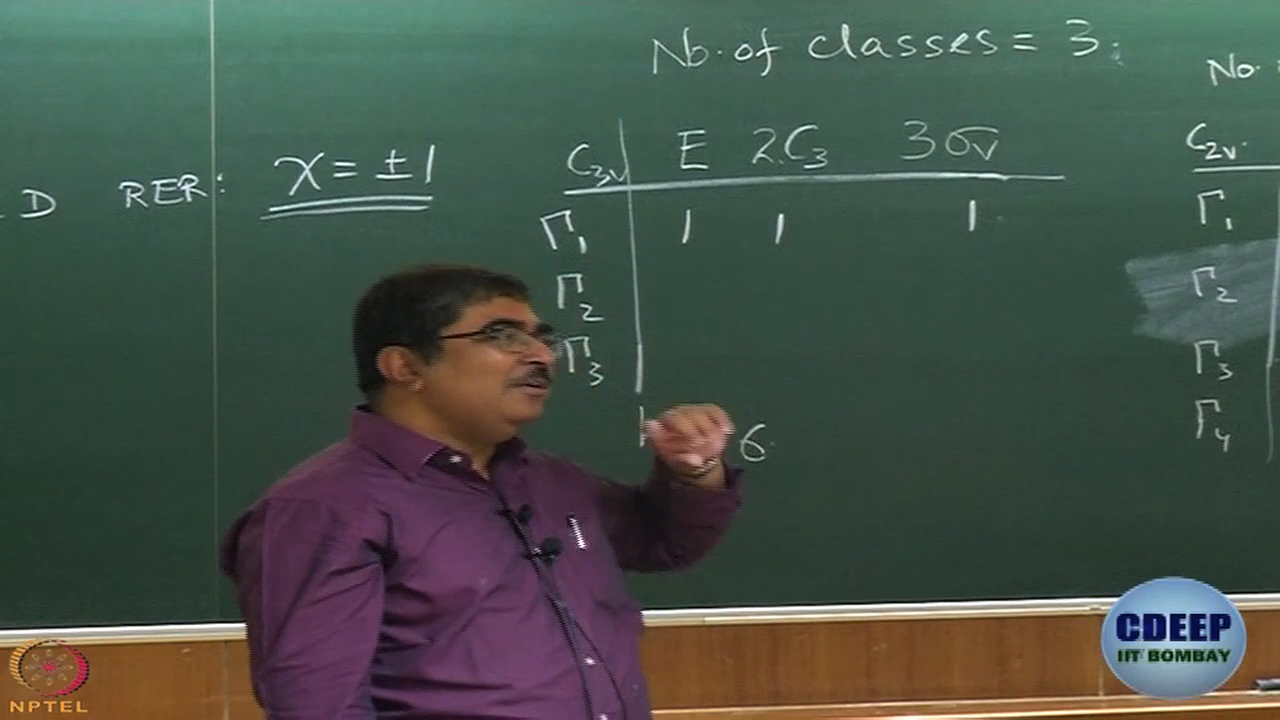 No. of classes = 3.
No.
D RER: χ = ±1
C3v E 2C3 3σv
C2v
Γ1 1 1 1
Γ2
Γ3
6
Γ1
Γ2
Γ3
Γ4
CDEEP
IIT BOMBAY
NPTEL